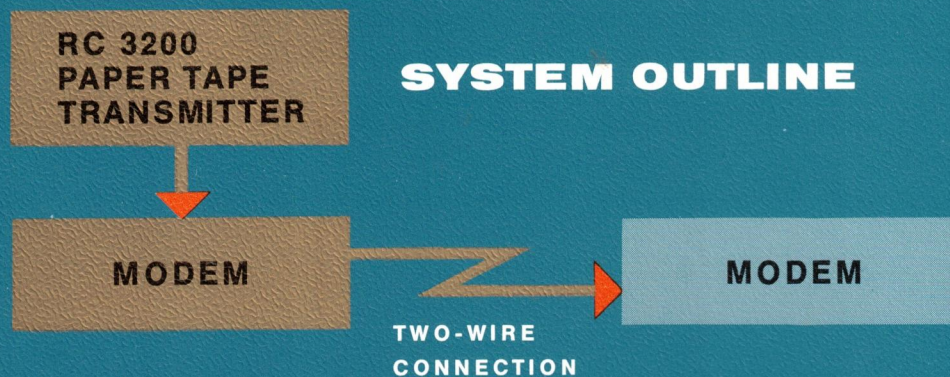 RC 3200
PAPER TAPE
TRANSMITTER
SYSTEM OUTLINE
MODEM
MODEM
TWO-WIRE
CONNECTION